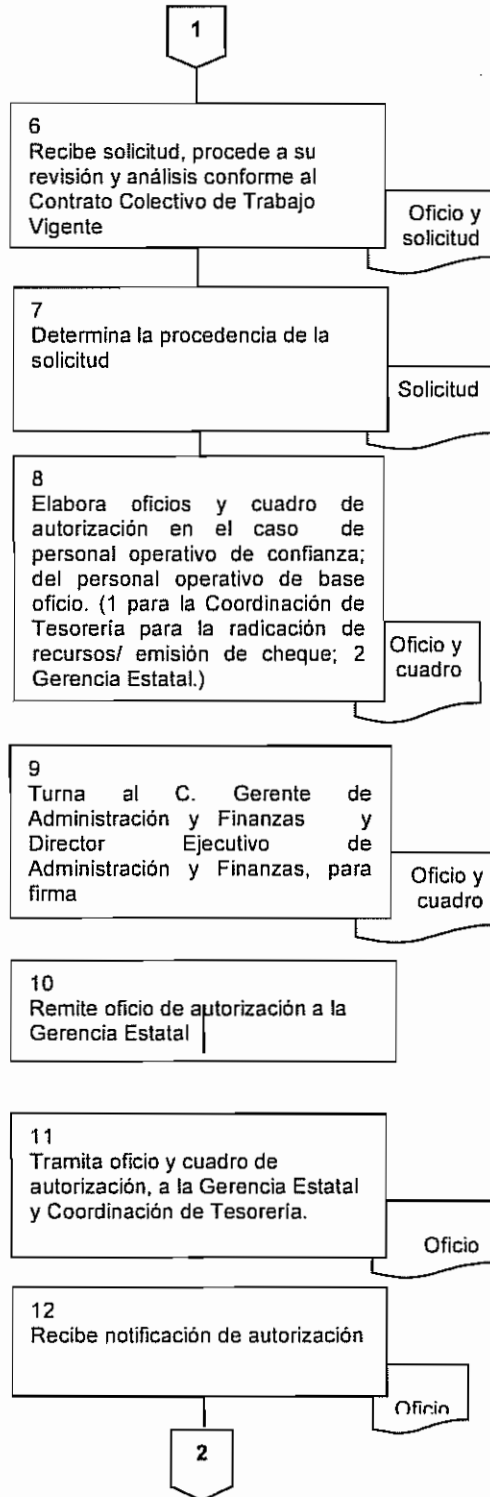 1
6
Recibe solicitud, procede a su
revisión y análisis conforme al
Contrato Colectivo de Trabajo
Vigente
Oficio y
solicitud
7
Determina la procedencia de la
solicitud
Solicitud
8
Elabora oficios y cuadro de
autorización en el caso de
personal operativo de confianza;
del personal operativo de base
oficio. (1 para la Coordinación de
Tesorería para la radicación de
recursos/ emisión de cheque; 2
Gerencia Estatal.)
Oficio y
cuadro
9
Turna al C. Gerente de
Administración y Finanzas y
Director Ejecutivo de
Administración y Finanzas, para
firma
Oficio y
cuadro
10
Remite oficio de autorización a la
Gerencia Estatal
11
Tramita oficio y cuadro de
autorización, a la Gerencia Estatal
y Coordinación de Tesorería.
Oficio
12
Recibe notificación de autorización
Oficio
2